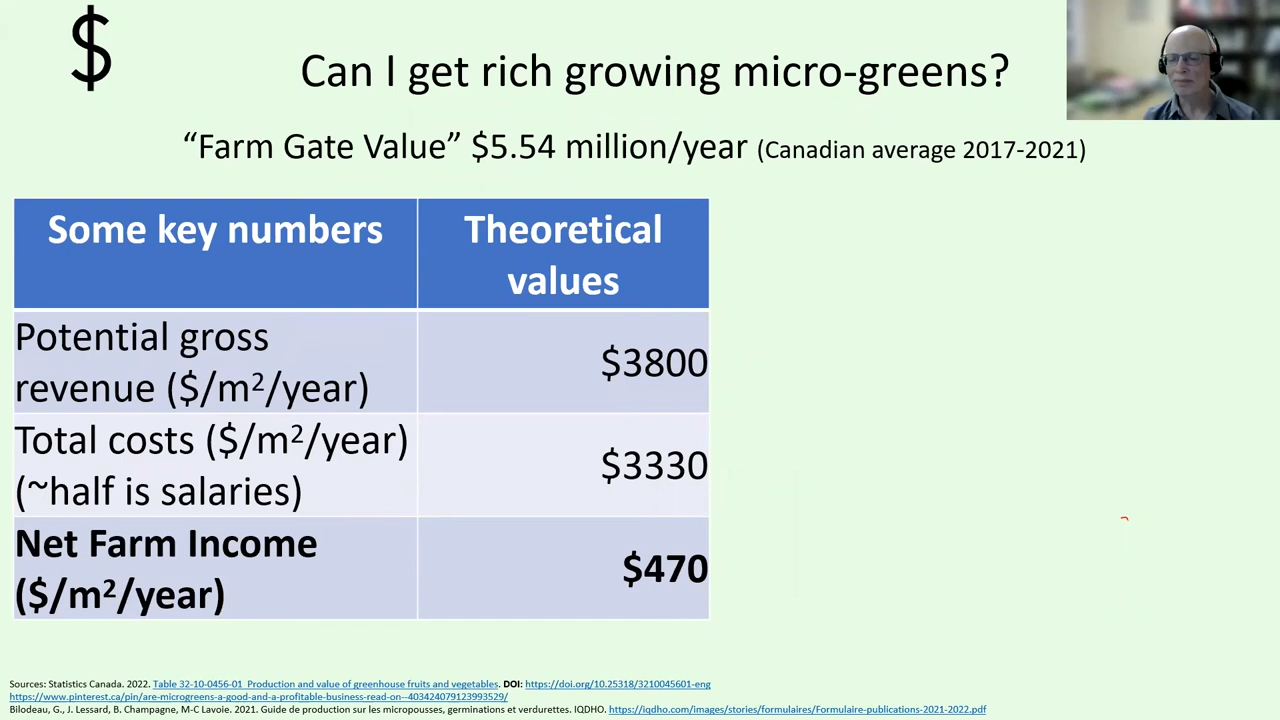 $
Can I get rich growing micro-greens?
“Farm Gate Value” $5.54 million/year (Canadian average 2017-2021)
Some key numbers
Theoretical
values
Potential gross
revenue ($/m²/year)
$3800
Total costs ($/m²/year)
(~half is salaries)
$3330
Net Farm Income
($/m²/year)
$470
Sources: Statistics Canada. 2022. Table 32-10-0456-01 Production and value of greenhouse fruits and vegetables. DOI: https://doi.org/10.25318/3210045601-eng
https://www.pinterest.ca/pin/are-microgreens-a-good-and-a-profitable-business-read-on--403424079123993529/
Bilodeau, G., J. Lessard, B. Champagne, M-C Lavoie. 2021. Guide de production sur les micropousses, germinations et verdurettes. IQDHO. https://iqdho.com/images/stories/formulaires/Formulaire-publications-2021-2022.pdf